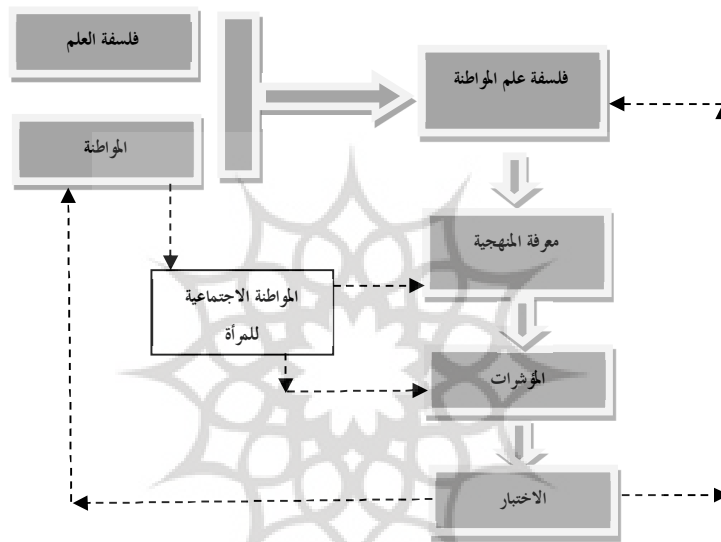 فلسفة العلم
فلسفة علم المواطنة
المواطنة
معرفة المنهجية
المواطنة الاجتماعية
للمرأة
المؤشرات
الاختبار